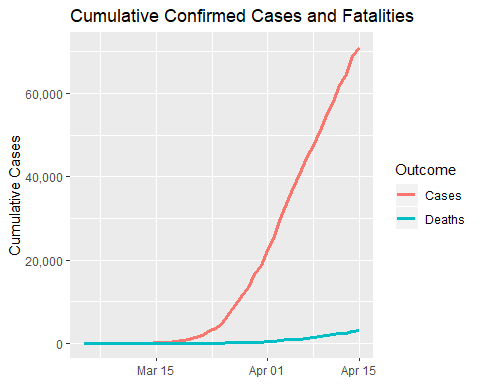 Cumulative Confirmed Cases and Fatalities
Cumulative Cases
60,000
40,000
20,000
0
Mar 15
Apr 01
Apr 15
Outcome
Cases
Deaths